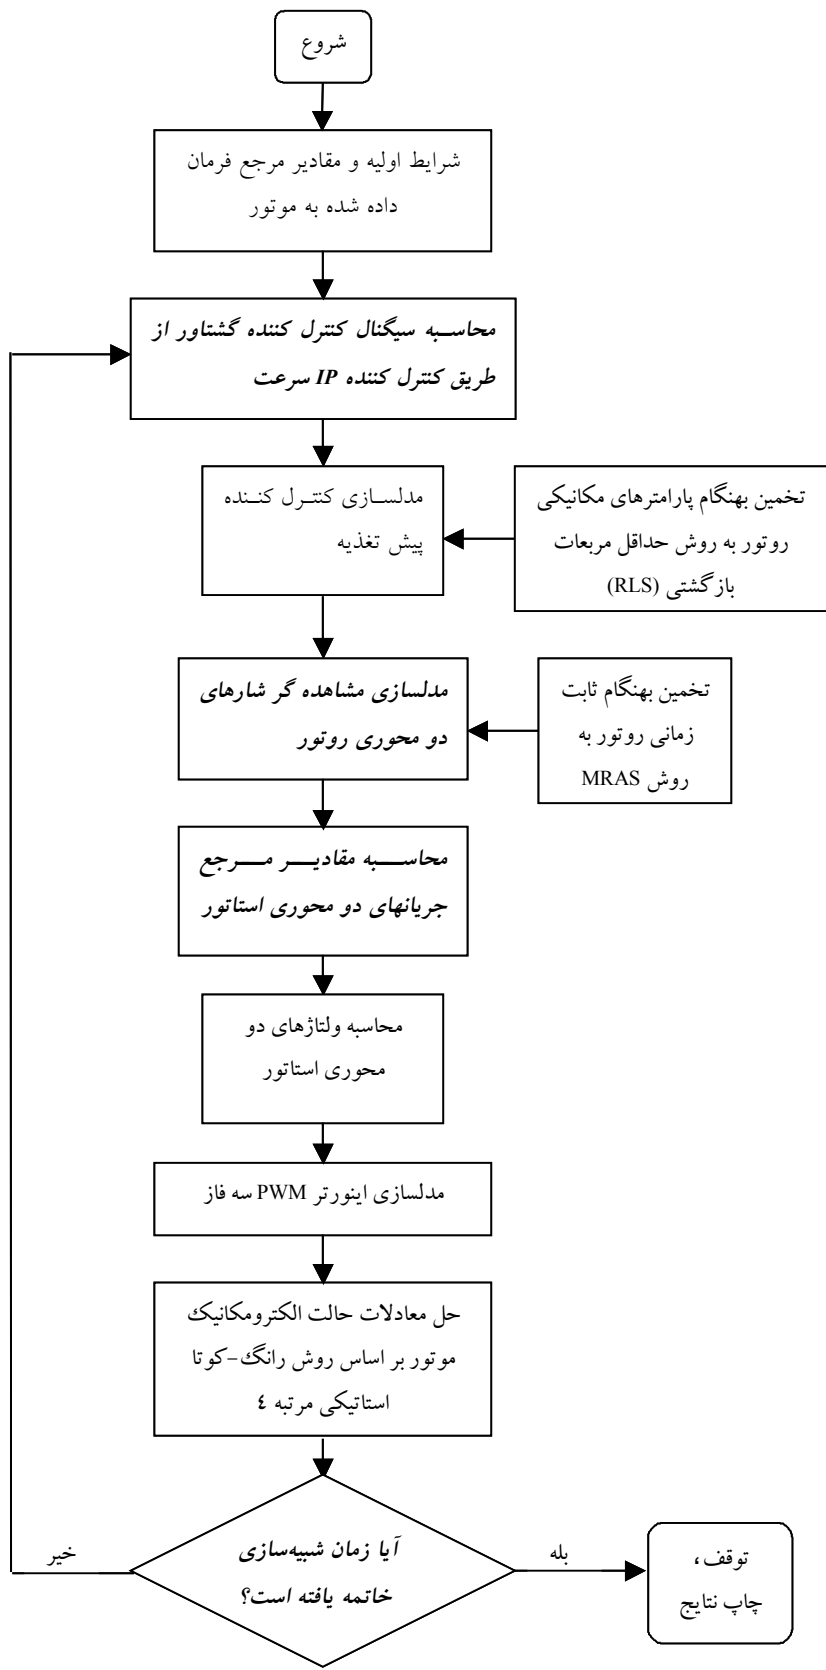 شروع
شرایط اولیه و مقادیر مرجع فرمان
داده شده به موتور
محاسبه سیگنال کنترل کننده گشتاور از
طریق کنترل کننده IP سرعت
مدلسازی کنترل کننده
پیش تغذیه
تخمین بهنگام پارامترهای مکانیکی
روتور به روش حداقل مربعات
بازگشتی (RLS)
مدلسازی مشاهده گر شارهای
دو محوری روتور
تخمین بهنگام ثابت
زمانی روتور به
روش MRAS
محاسبه مقادیر مرجع
جریانهای دو محوری استاتور
محاسبه ولتاژهای دو
محوری استاتور
مدلسازی اینورتر PWM سه فاز
حل معادلات حالت الکترومکانیک
موتور بر اساس روش رانگ-کوتا
استاتیکی مرتبه ٤
آیا زمان شبیه‌سازی
خاتمه یافته است؟
بله
خیر
توقف،
چاپ نتایج